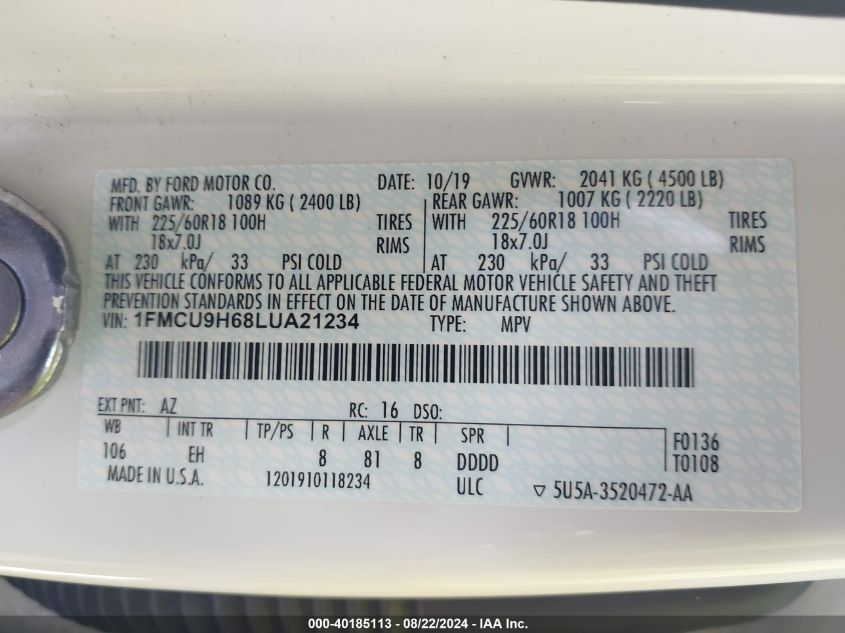 MFD. BY FORD MOTOR CO. DATE: 10/19 GVWR: 2041 KG ( 4500 LB)
FRONT GAWR: 1089 KG ( 2400 LB) REAR GAWR: 1007 KG ( 2220 LB)
WITH 225/60R18 100H TIRES WITH 225/60R18 100H TIRES
18x7.0J RIMS 18x7.0J RIMS
AT 230 kPa/ 33 PSI COLD AT 230 kPa/ 33 PSI COLD
THIS VEHICLE CONFORMS TO ALL APPLICABLE FEDERAL MOTOR VEHICLE SAFETY AND THEFT
PREVENTION STANDARDS IN EFFECT ON THE DATE OF MANUFACTURE SHOWN ABOVE.
VIN: 1FMCU9H68LUA21234 TYPE: MPV
EXT PNT: AZ RC: 16 DSO:
WB INT TR TP/PS R AXLE TR SPR F0136
106 EH 8 81 8 DDDD T0108
MADE IN U.S.A. 1201910118234 ULC ▽ 5U5A-3520472-AA
000-40185113 - 08/22/2024 - IAA Inc.